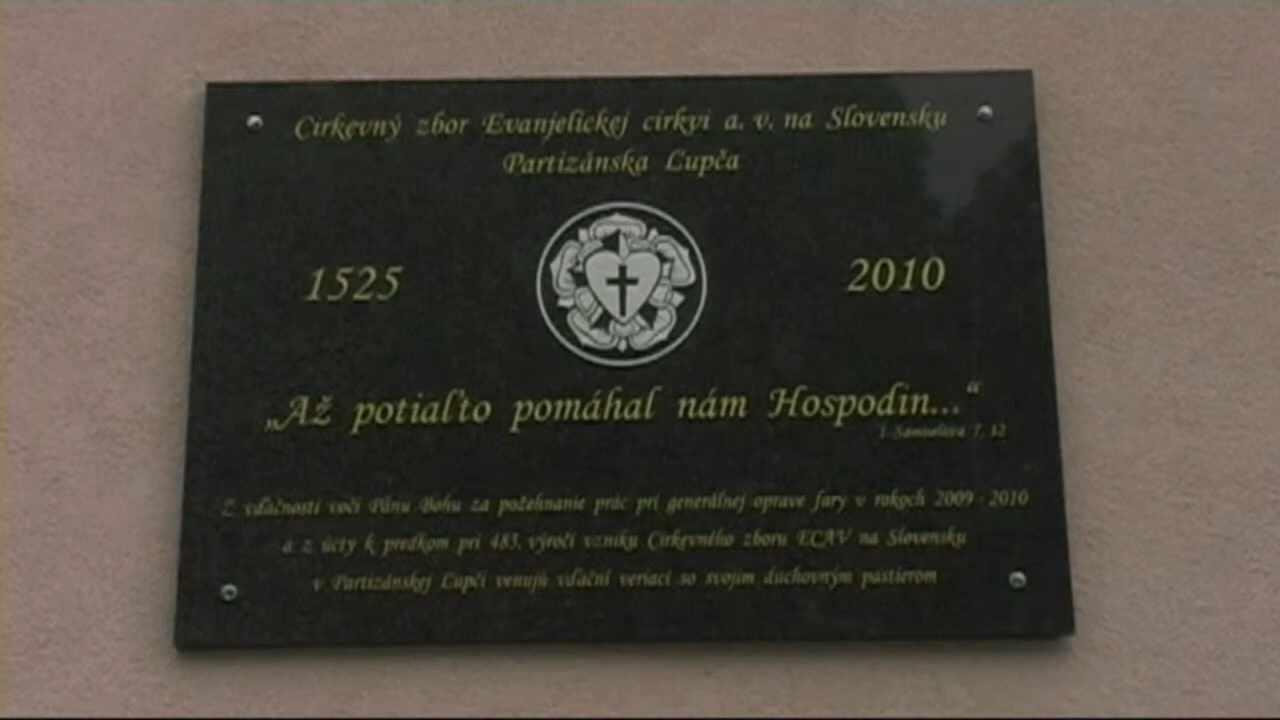 Cirkevný zbor Evanjelickej cirkvi a. v. na Slovensku
Partizánska Ľupča
1525 2010
„Až potiaľto pomáhal nám Hospodin...“
1. Samuelova 7, 12
Z vďačnosti voči Pánu Bohu za požehnanie prác pri generálnej oprave fary v rokoch 2009 - 2010
a z úcty k predkom pri 485. výročí vzniku Cirkevného zboru ECAV na Slovensku
v Partizánskej Ľupči venujú vďační veriaci so svojim duchovným pastierom